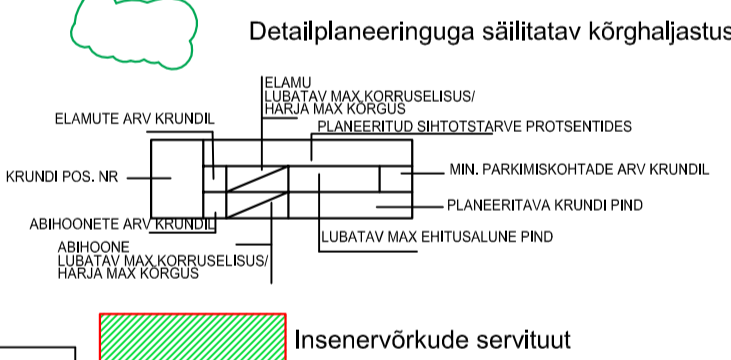 Detailplaneeringuga säilitatav kõrghaljastus
ELAMU
LUBATAV MAX KORRUSELISUS/
HARJA MAX KÕRGUS
ELAMUTE ARV KRUNDIL
PLANEERITUD SIHTOTSTARVE PROTSENTIDES
KRUNDI POS. NR
MIN. PARKIMISKOHTADE ARV KRUNDIL
PLANEERITAVA KRUNDI PIND
ABIHOONETE ARV KRUNDIL
LUBATAV MAX EHITUSALUNE PIND
ABIHOONE
LUBATAV MAX KORRUSELISUS/
HARJA MAX KÕRGUS
Insenervõrkude servituut